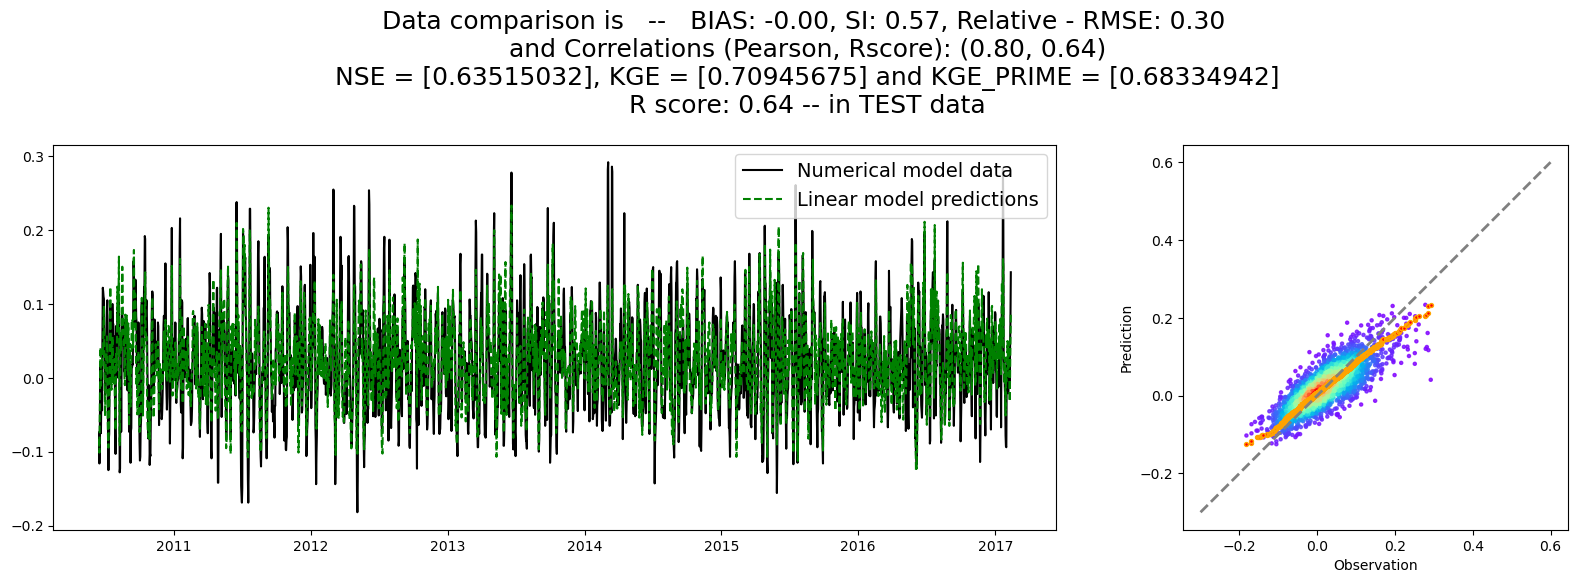 Data comparison is   --   BIAS: -0.00, SI: 0.57, Relative - RMSE: 0.30
and Correlations (Pearson, Rscore): (0.80, 0.64)
NSE = [0.63515032], KGE = [0.70945675] and KGE_PRIME = [0.68334942]
R score: 0.64 -- in TEST data
Numerical model data
Linear model predictions
0.3
0.2
0.1
0.0
−0.1
−0.2
2011 2012 2013 2014 2015 2016 2017
Prediction
0.6
0.4
0.2
0.0
−0.2
−0.2 0.0 0.2 0.4 0.6
Observation